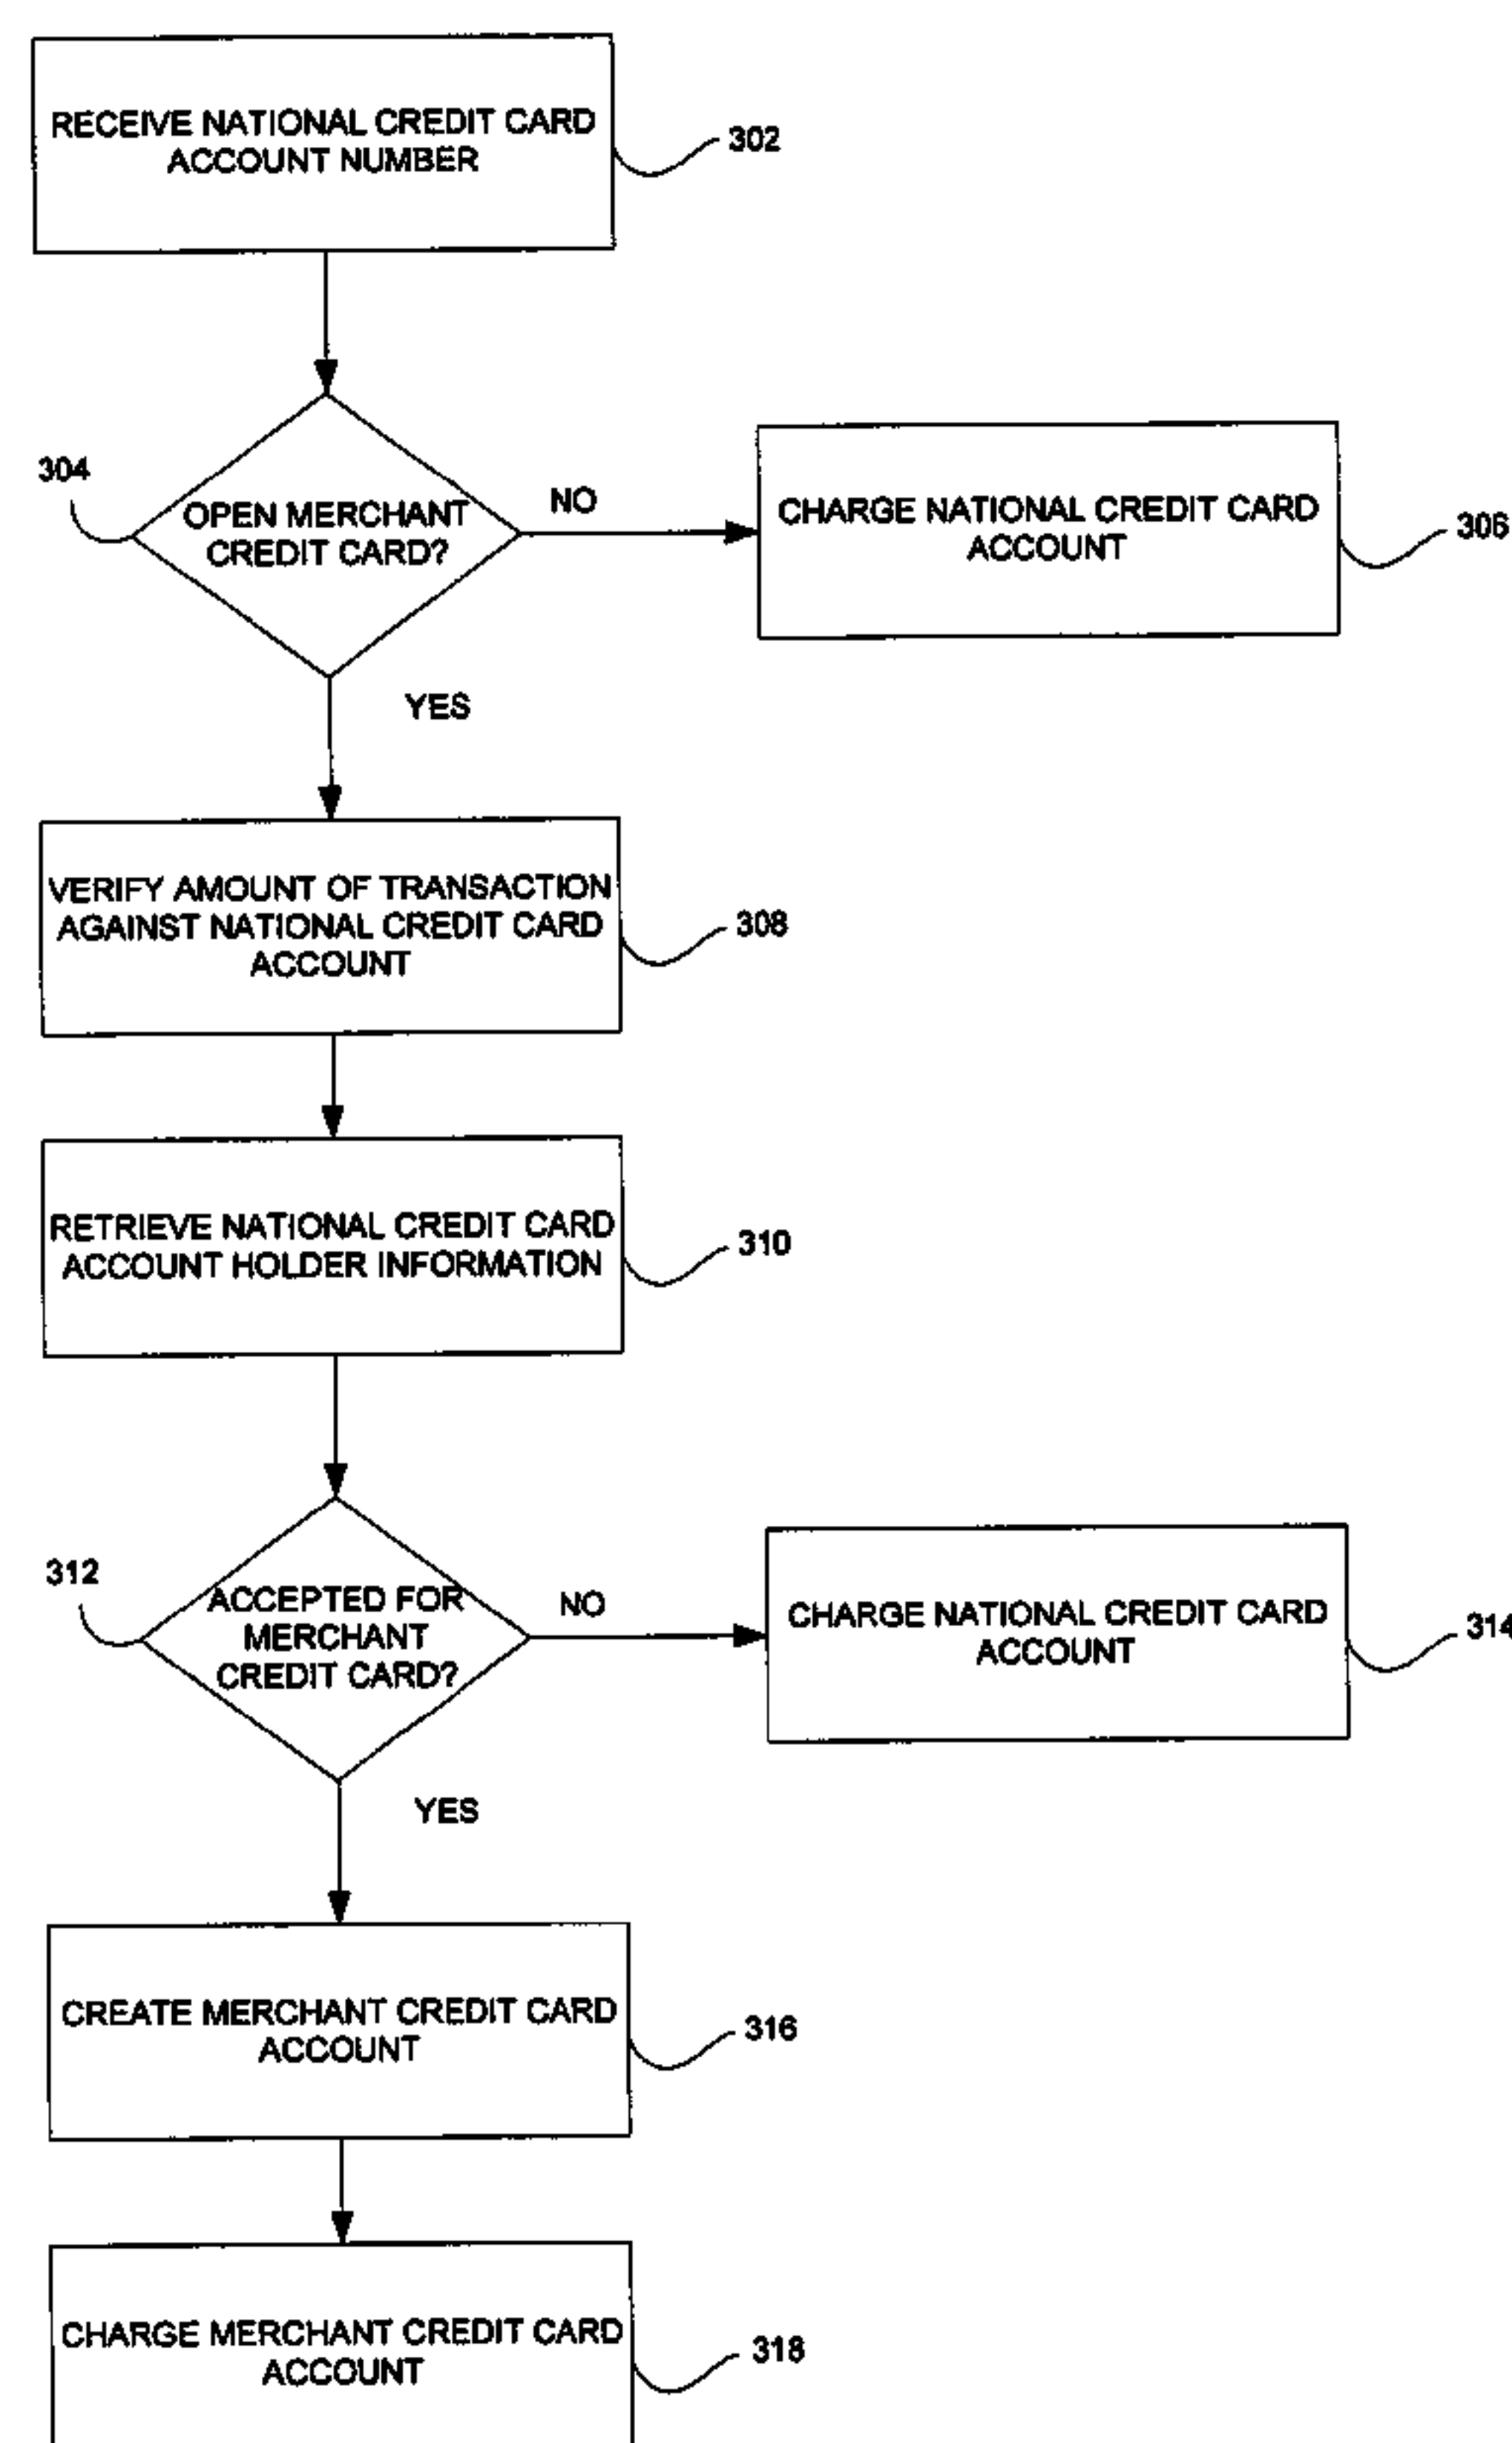 RECEIVE NATIONAL CREDIT CARD
ACCOUNT NUMBER
302
304
OPEN MERCHANT
CREDIT CARD?
NO
CHARGE NATIONAL CREDIT CARD
ACCOUNT
306
YES
VERIFY AMOUNT OF TRANSACTION
AGAINST NATIONAL CREDIT CARD
ACCOUNT
308
RETRIEVE NATIONAL CREDIT CARD
ACCOUNT HOLDER INFORMATION
310
312
ACCEPTED FOR
MERCHANT
CREDIT CARD?
NO
CHARGE NATIONAL CREDIT CARD
ACCOUNT
314
YES
CREATE MERCHANT CREDIT CARD
ACCOUNT
316
CHARGE MERCHANT CREDIT CARD
ACCOUNT
318